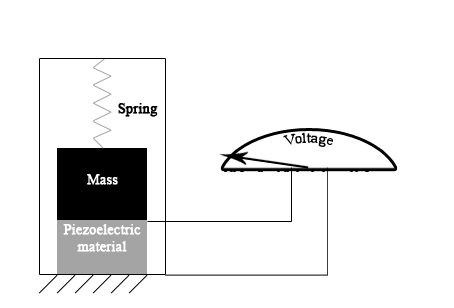 Spring
Voltage
Mass
Piezoelectric
material